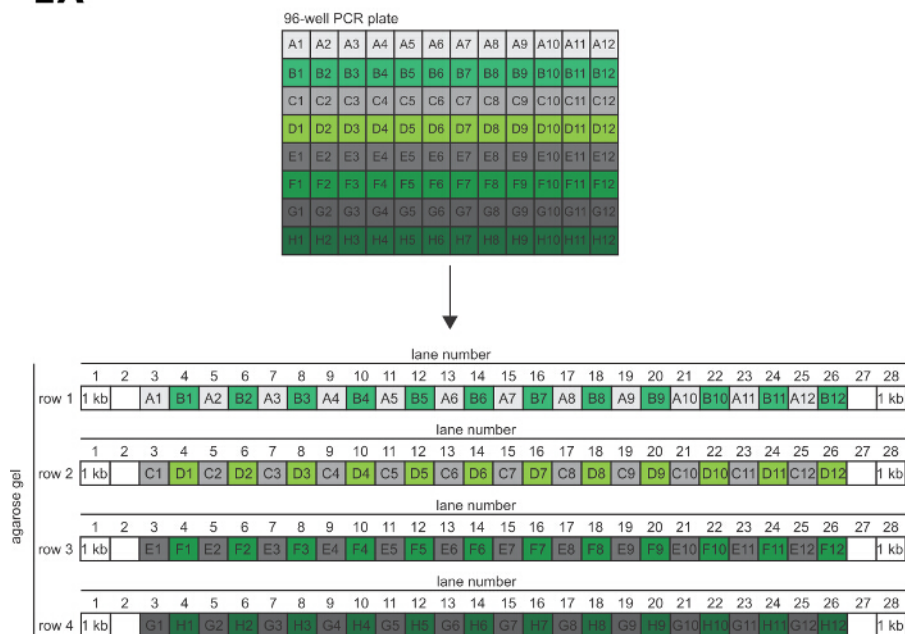 2A
96-well PCR plate
A1 A2 A3 A4 A5 A6 A7 A8 A9 A10 A11 A12
B1 B2 B3 B4 B5 B6 B7 B8 B9 B10 B11 B12
C1 C2 C3 C4 C5 C6 C7 C8 C9 C10 C11 C12
D1 D2 D3 D4 D5 D6 D7 D8 D9 D10 D11 D12
E1 E2 E3 E4 E5 E6 E7 E8 E9 E10 E11 E12
F1 F2 F3 F4 F5 F6 F7 F8 F9 F10 F11 F12
G1 G2 G3 G4 G5 G6 G7 G8 G9 G10 G11 G12
H1 H2 H3 H4 H5 H6 H7 H8 H9 H10 H11 H12
agarose gel
lane number
1 2 3 4 5 6 7 8 9 10 11 12 13 14 15 16 17 18 19 20 21 22 23 24 25 26 27 28
row 1 1 kb A1 B1 A2 B2 A3 B3 A4 B4 A5 B5 A6 B6 A7 B7 A8 B8 A9 B9 A10 B10 A11 B11 A12 B12 1 kb
lane number
1 2 3 4 5 6 7 8 9 10 11 12 13 14 15 16 17 18 19 20 21 22 23 24 25 26 27 28
row 2 1 kb C1 D1 C2 D2 C3 D3 C4 D4 C5 D5 C6 D6 C7 D7 C8 D8 C9 D9 C10 D10 C11 D11 C12 D12 1 kb
lane number
1 2 3 4 5 6 7 8 9 10 11 12 13 14 15 16 17 18 19 20 21 22 23 24 25 26 27 28
row 3 1 kb E1 F1 E2 F2 E3 F3 E4 F4 E5 F5 E6 F6 E7 F7 E8 F8 E9 F9 E10 F10 E11 F11 E12 F12 1 kb
lane number
1 2 3 4 5 6 7 8 9 10 11 12 13 14 15 16 17 18 19 20 21 22 23 24 25 26 27 28
row 4 1 kb G1 H1 G2 H2 G3 H3 G4 H4 G5 H5 G6 H6 G7 H7 G8 H8 G9 H9 G10 H10 G11 H11 G12 H12 1 kb